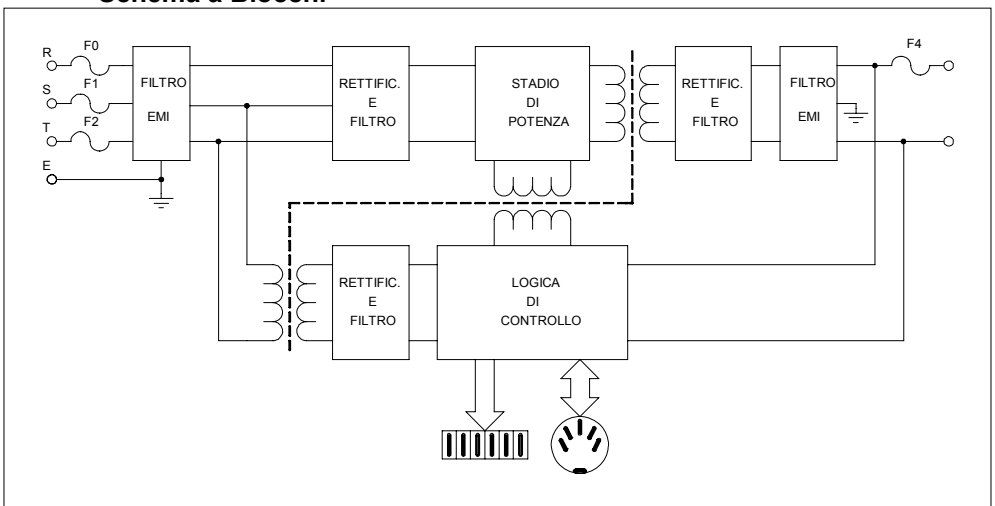 Schema a Blocchi
R
F0
S
F1
T
F2
E
FILTRO
EMI
RETTIFIC.
E
FILTRO
STADIO
DI
POTENZA
RETTIFIC.
E
FILTRO
FILTRO
EMI
F4
RETTIFIC.
E
FILTRO
LOGICA
DI
CONTROLLO